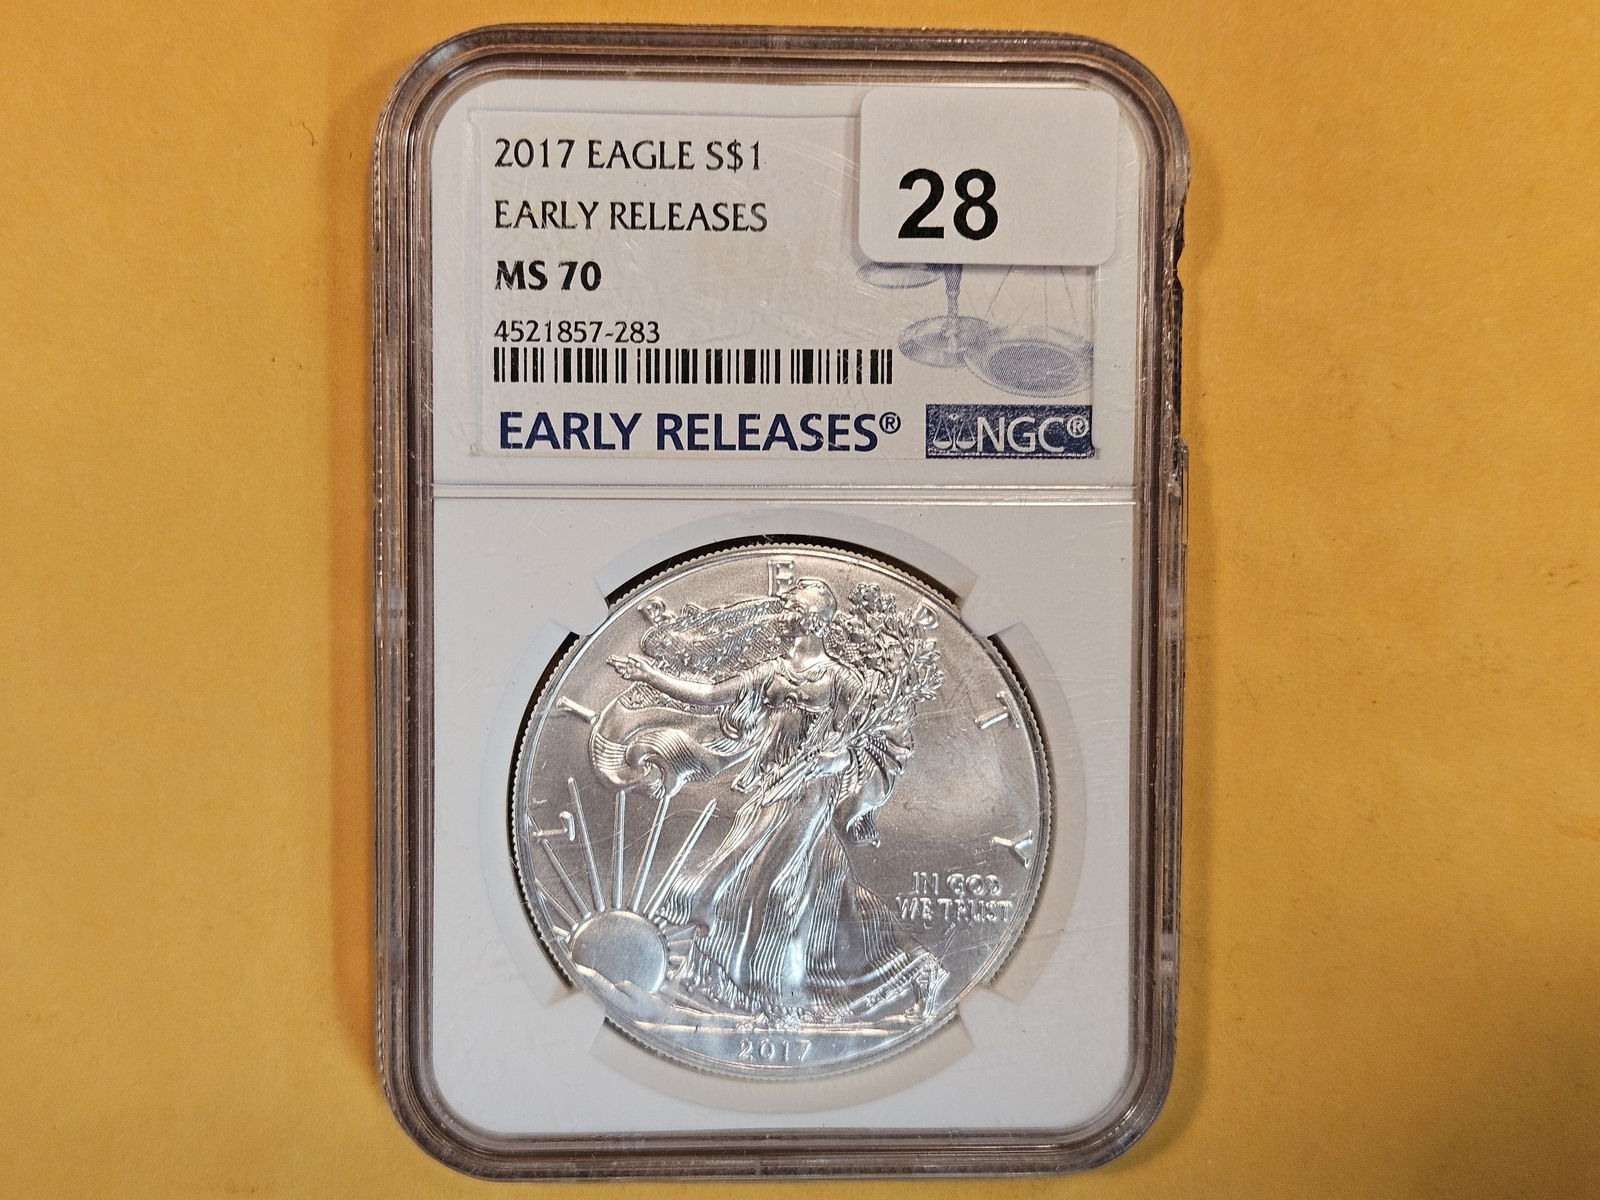 2017 EAGLE S$1
28
EARLY RELEASES
MS 70
4521857-283
EARLY RELEASES®
NGC®
LIBERTY
IN GOD
WE TRUST
2017